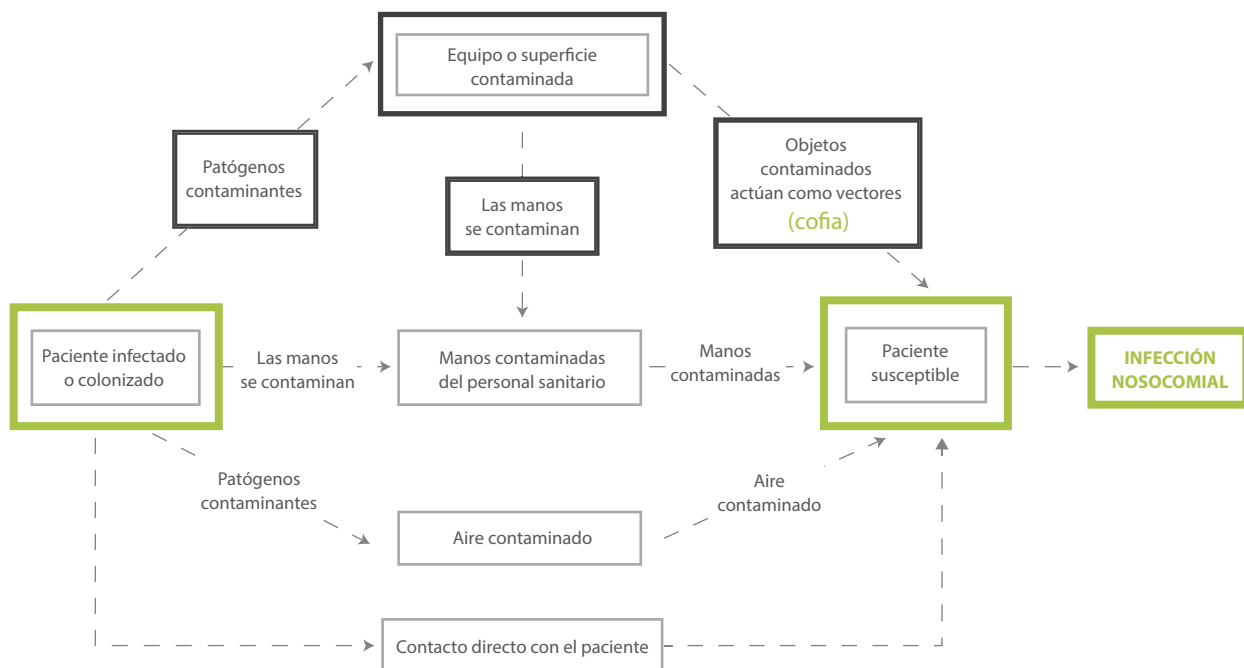 Equipo o superficie
contaminada
Patógenos
contaminantes
Objetos
contaminados
actúan como vectores
(cofia)
Las manos
se contaminan
Paciente infectado
o colonizado
Las manos
se contaminan
Manos contaminadas
del personal sanitario
Manos
contaminadas
Paciente
susceptible
INFECCIÓN
NOSOCOMIAL
Patógenos
contaminantes
Aire
contaminado
Aire contaminado
Contacto directo con el paciente